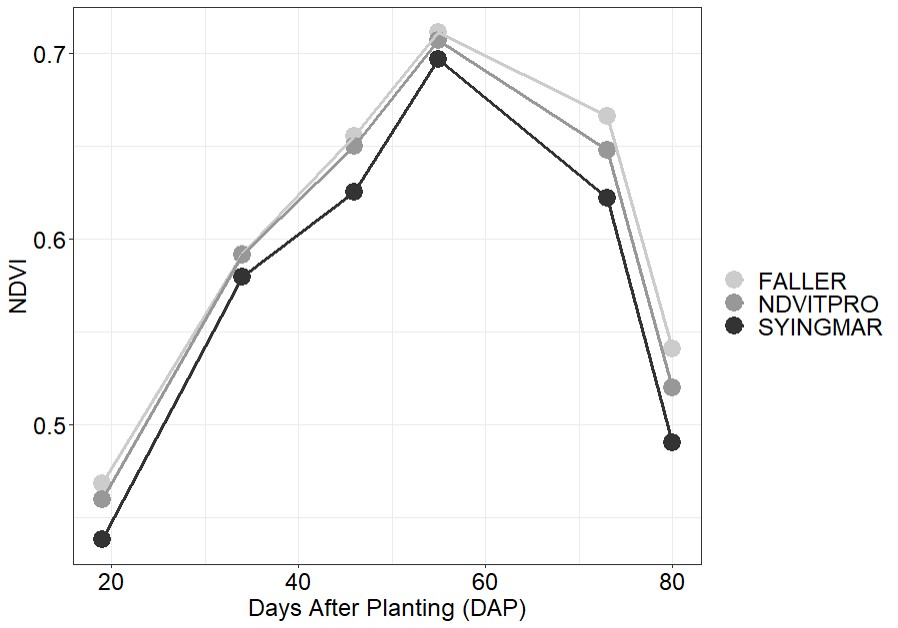 0.7
0.6
0.5
NDVI
20 40 60 80
Days After Planting (DAP)
FALLER
NDVITPRO
SYINGMAR